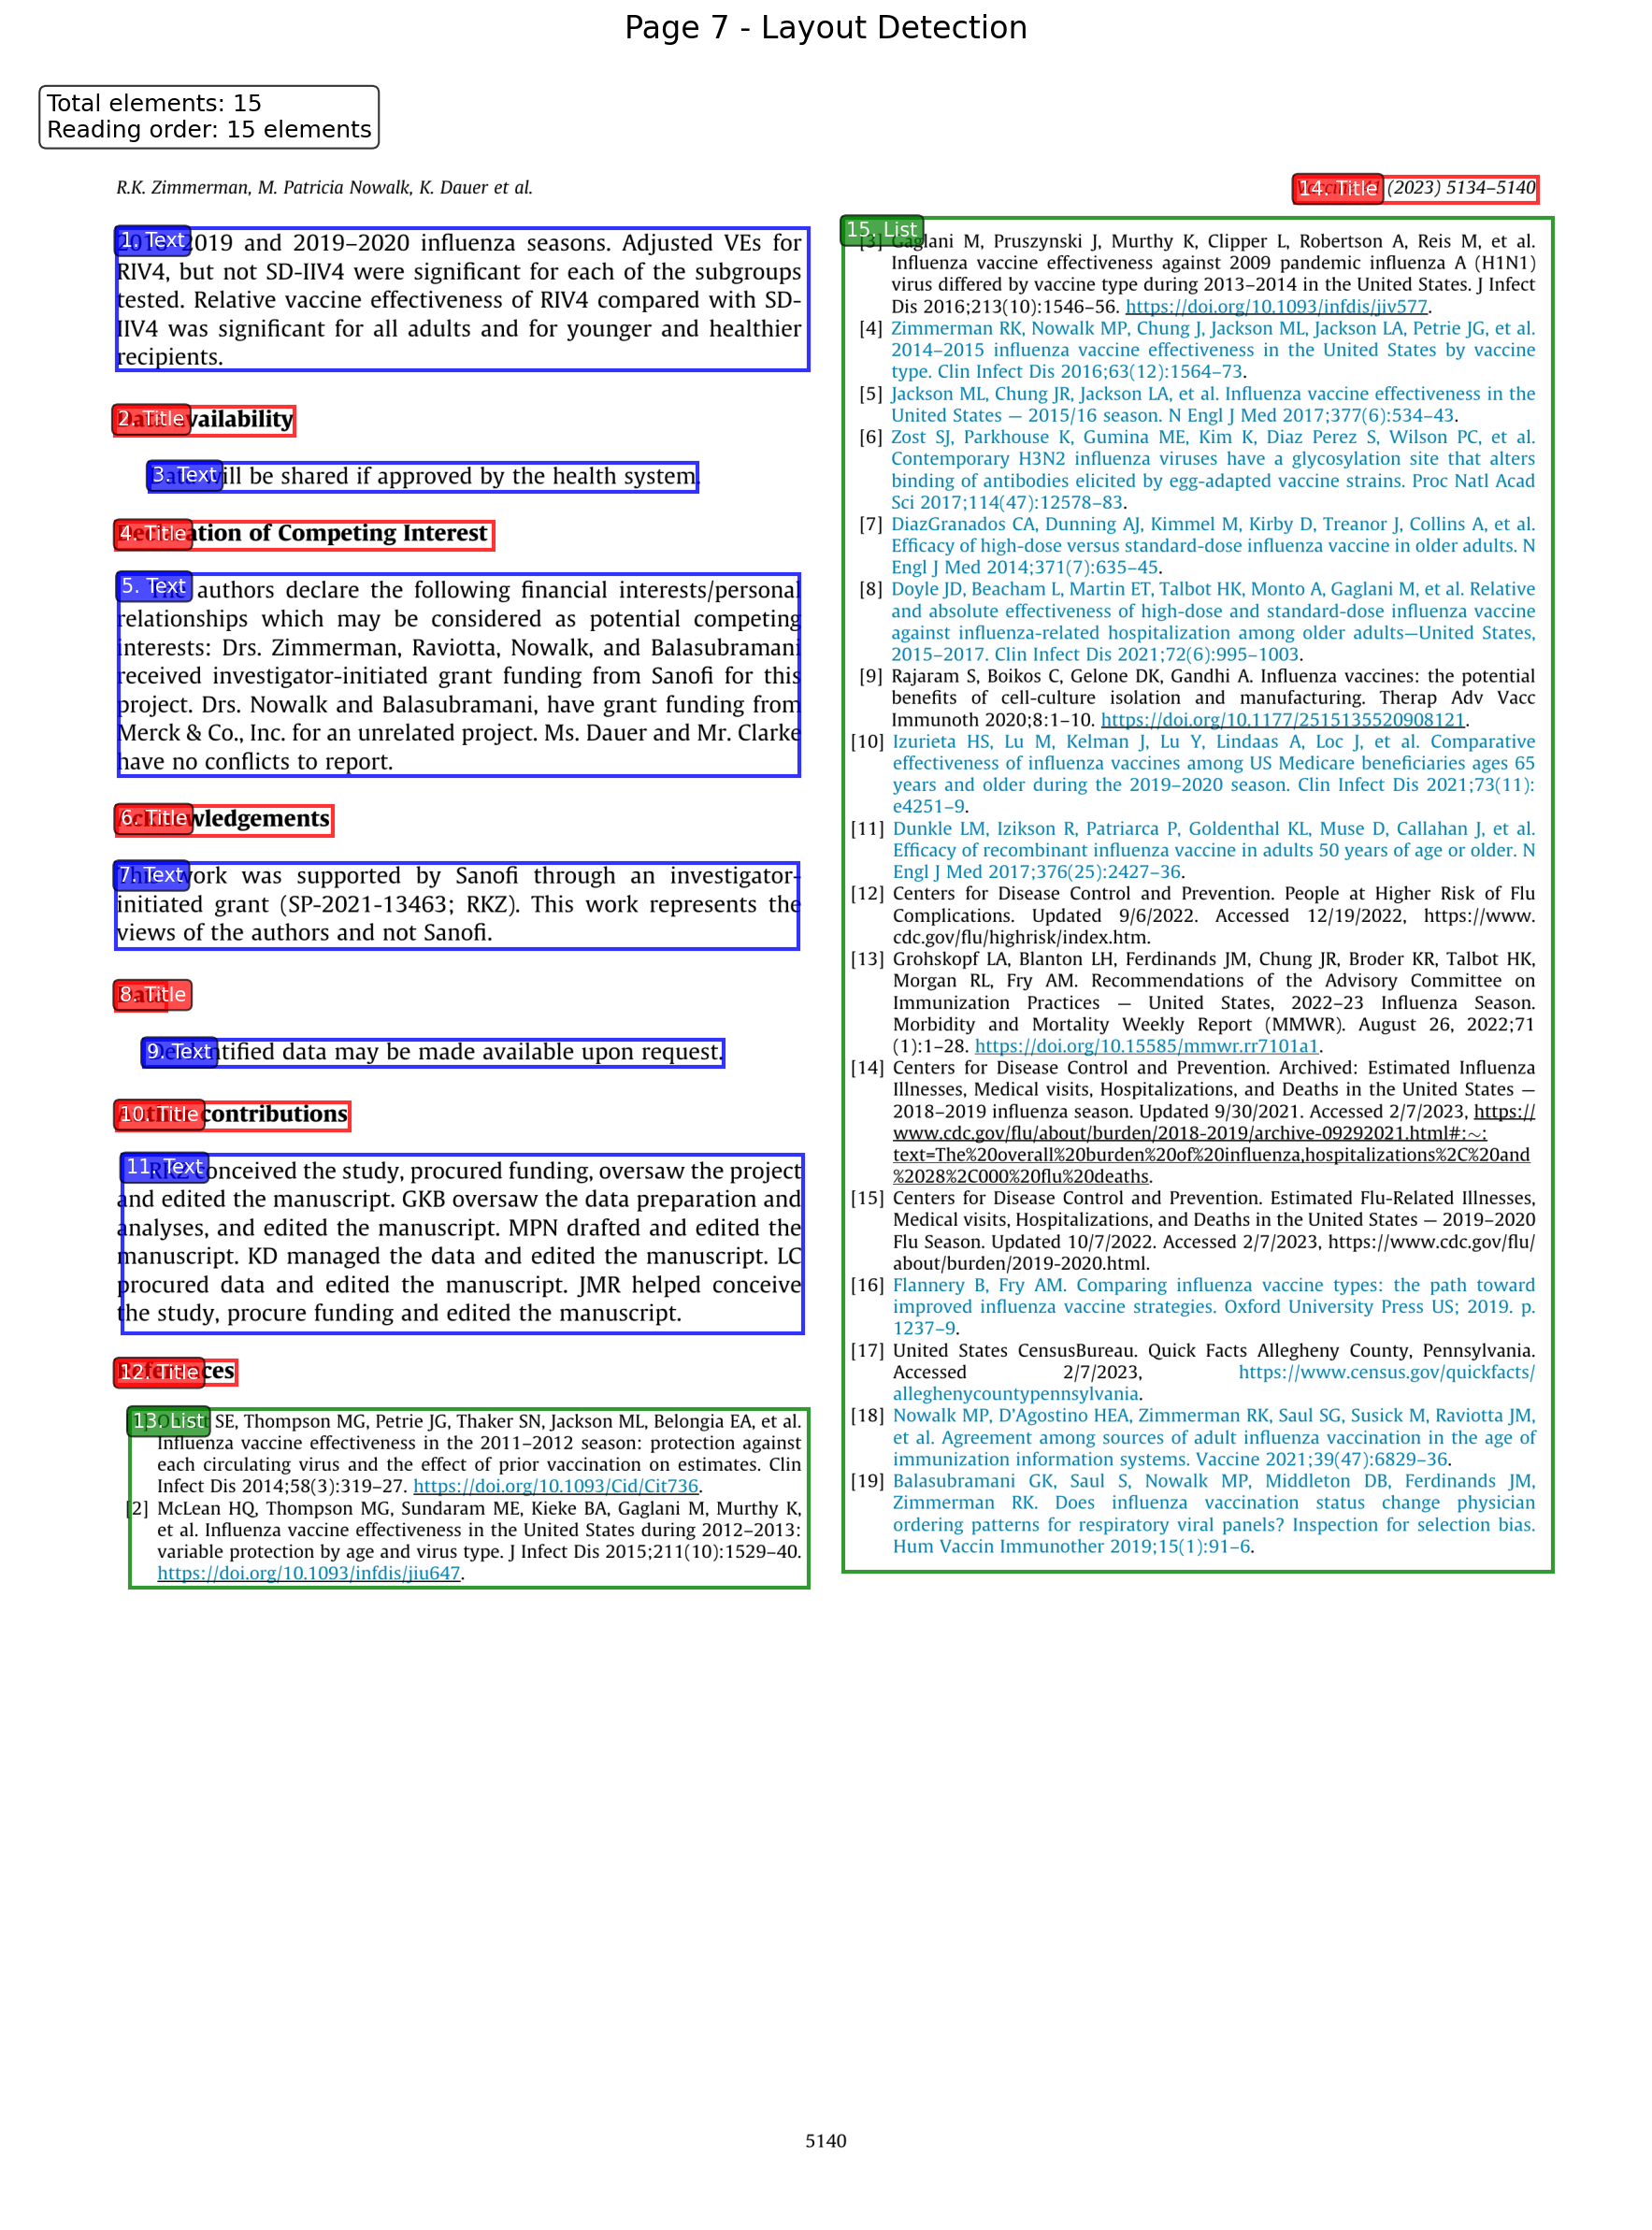 Page 7 - Layout Detection
Total elements: 15
Reading order: 15 elements
R.K. Zimmerman, M. Patricia Nowalk, K. Dauer et al.
14. Title
(2023) 5134–5140
1. Text
2019 and 2019–2020 influenza seasons. Adjusted VEs for
RIV4, but not SD-IIV4 were significant for each of the subgroups
tested. Relative vaccine effectiveness of RIV4 compared with SD-
IIV4 was significant for all adults and for younger and healthier
recipients.
2. Title
Availability
3. Text
will be shared if approved by the health system.
4. Title
Declaration of Competing Interest
5. Text
The authors declare the following financial interests/personal
relationships which may be considered as potential competing
interests: Drs. Zimmerman, Raviotta, Nowalk, and Balasubramani
received investigator-initiated grant funding from Sanofi for this
project. Drs. Nowalk and Balasubramani, have grant funding from
Merck & Co., Inc. for an unrelated project. Ms. Dauer and Mr. Clarke
have no conflicts to report.
6. Title
Acknowledgements
7. Text
This work was supported by Sanofi through an investigator-
initiated grant (SP-2021-13463; RKZ). This work represents the
views of the authors and not Sanofi.
8. Title
Data
9. Text
Deidentified data may be made available upon request.
10. Title
contributions
11. Text
RKZ conceived the study, procured funding, oversaw the project
and edited the manuscript. GKB oversaw the data preparation and
analyses, and edited the manuscript. MPN drafted and edited the
manuscript. KD managed the data and edited the manuscript. LC
procured data and edited the manuscript. JMR helped conceive
the study, procure funding and edited the manuscript.
12. Title
References
13. List
SE, Thompson MG, Petrie JG, Thaker SN, Jackson ML, Belongia EA, et al.
Influenza vaccine effectiveness in the 2011–2012 season: protection against
each circulating virus and the effect of prior vaccination on estimates. Clin
Infect Dis 2014;58(3):319–27. https://doi.org/10.1093/Cid/Cit736.
[2] McLean HQ, Thompson MG, Sundaram ME, Kieke BA, Gaglani M, Murthy K,
et al. Influenza vaccine effectiveness in the United States during 2012–2013:
variable protection by age and virus type. J Infect Dis 2015;211(10):1529–40.
https://doi.org/10.1093/infdis/jiu647.
15. List
[3] Gaglani M, Pruszynski J, Murthy K, Clipper L, Robertson A, Reis M, et al.
Influenza vaccine effectiveness against 2009 pandemic influenza A (H1N1)
virus differed by vaccine type during 2013–2014 in the United States. J Infect
Dis 2016;213(10):1546–56. https://doi.org/10.1093/infdis/jiv577.
[4] Zimmerman RK, Nowalk MP, Chung J, Jackson ML, Jackson LA, Petrie JG, et al.
2014–2015 influenza vaccine effectiveness in the United States by vaccine
type. Clin Infect Dis 2016;63(12):1564–73.
[5] Jackson ML, Chung JR, Jackson LA, et al. Influenza vaccine effectiveness in the
United States — 2015/16 season. N Engl J Med 2017;377(6):534–43.
[6] Zost SJ, Parkhouse K, Gumina ME, Kim K, Diaz Perez S, Wilson PC, et al.
Contemporary H3N2 influenza viruses have a glycosylation site that alters
binding of antibodies elicited by egg-adapted vaccine strains. Proc Natl Acad
Sci 2017;114(47):12578–83.
[7] DiazGranados CA, Dunning AJ, Kimmel M, Kirby D, Treanor J, Collins A, et al.
Efficacy of high-dose versus standard-dose influenza vaccine in older adults. N
Engl J Med 2014;371(7):635–45.
[8] Doyle JD, Beacham L, Martin ET, Talbot HK, Monto A, Gaglani M, et al. Relative
and absolute effectiveness of high-dose and standard-dose influenza vaccine
against influenza-related hospitalization among older adults—United States,
2015–2017. Clin Infect Dis 2021;72(6):995–1003.
[9] Rajaram S, Boikos C, Gelone DK, Gandhi A. Influenza vaccines: the potential
benefits of cell-culture isolation and manufacturing. Therap Adv Vacc
Immunoth 2020;8:1–10. https://doi.org/10.1177/2515135520908121.
[10] Izurieta HS, Lu M, Kelman J, Lu Y, Lindaas A, Loc J, et al. Comparative
effectiveness of influenza vaccines among US Medicare beneficiaries ages 65
years and older during the 2019–2020 season. Clin Infect Dis 2021;73(11):
e4251–9.
[11] Dunkle LM, Izikson R, Patriarca P, Goldenthal KL, Muse D, Callahan J, et al.
Efficacy of recombinant influenza vaccine in adults 50 years of age or older. N
Engl J Med 2017;376(25):2427–36.
[12] Centers for Disease Control and Prevention. People at Higher Risk of Flu
Complications. Updated 9/6/2022. Accessed 12/19/2022, https://www.
cdc.gov/flu/highrisk/index.htm.
[13] Grohskopf LA, Blanton LH, Ferdinands JM, Chung JR, Broder KR, Talbot HK,
Morgan RL, Fry AM. Recommendations of the Advisory Committee on
Immunization Practices — United States, 2022–23 Influenza Season.
Morbidity and Mortality Weekly Report (MMWR). August 26, 2022;71
(1):1–28. https://doi.org/10.15585/mmwr.rr7101a1.
[14] Centers for Disease Control and Prevention. Archived: Estimated Influenza
Illnesses, Medical visits, Hospitalizations, and Deaths in the United States —
2018–2019 influenza season. Updated 9/30/2021. Accessed 2/7/2023, https://
www.cdc.gov/flu/about/burden/2018-2019/archive-09292021.html#:~:
text=The%20overall%20burden%20of%20influenza,hospitalizations%2C%20and
%2028%2C000%20flu%20deaths.
[15] Centers for Disease Control and Prevention. Estimated Flu-Related Illnesses,
Medical visits, Hospitalizations, and Deaths in the United States — 2019–2020
Flu Season. Updated 10/7/2022. Accessed 2/7/2023, https://www.cdc.gov/flu/
about/burden/2019-2020.html.
[16] Flannery B, Fry AM. Comparing influenza vaccine types: the path toward
improved influenza vaccine strategies. Oxford University Press US; 2019. p.
1237–9.
[17] United States CensusBureau. Quick Facts Allegheny County, Pennsylvania.
Accessed 2/7/2023, https://www.census.gov/quickfacts/
alleghenycountypennsylvania.
[18] Nowalk MP, D'Agostino HEA, Zimmerman RK, Saul SG, Susick M, Raviotta JM,
et al. Agreement among sources of adult influenza vaccination in the age of
immunization information systems. Vaccine 2021;39(47):6829–36.
[19] Balasubramani GK, Saul S, Nowalk MP, Middleton DB, Ferdinands JM,
Zimmerman RK. Does influenza vaccination status change physician
ordering patterns for respiratory viral panels? Inspection for selection bias.
Hum Vaccin Immunother 2019;15(1):91–6.
5140